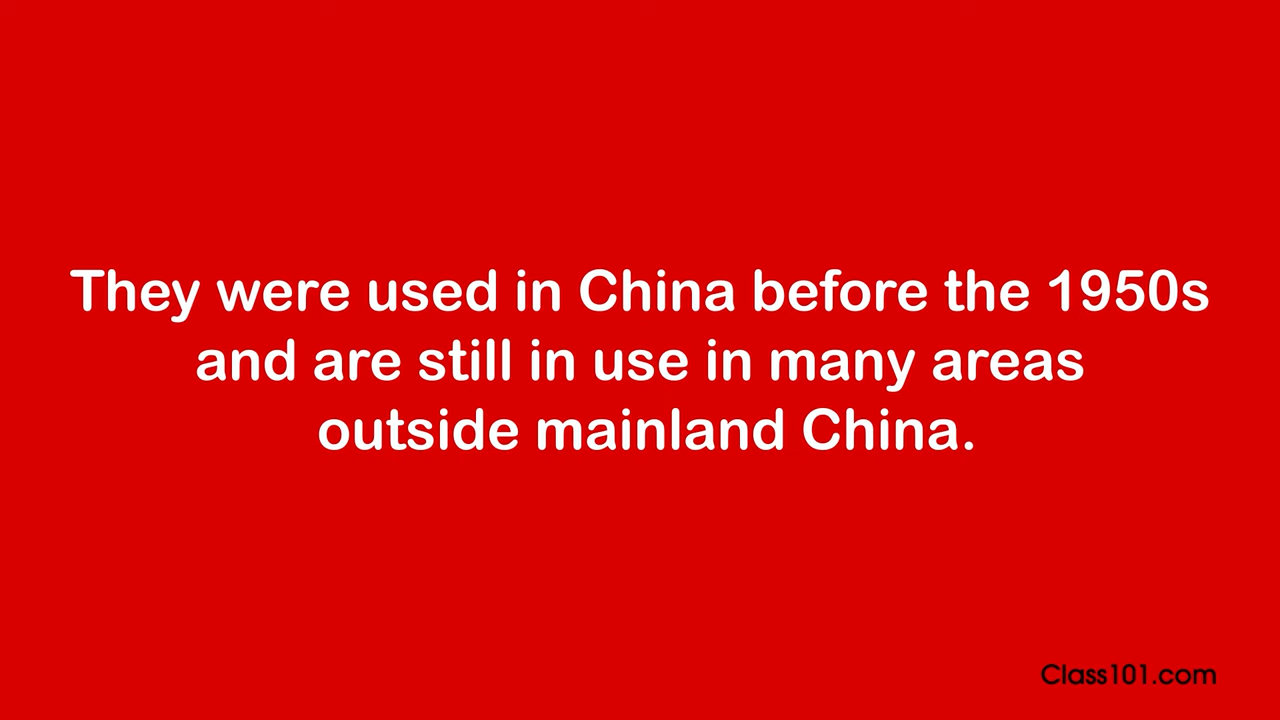 They were used in China before the 1950s
and are still in use in many areas
outside mainland China.
Class101.com